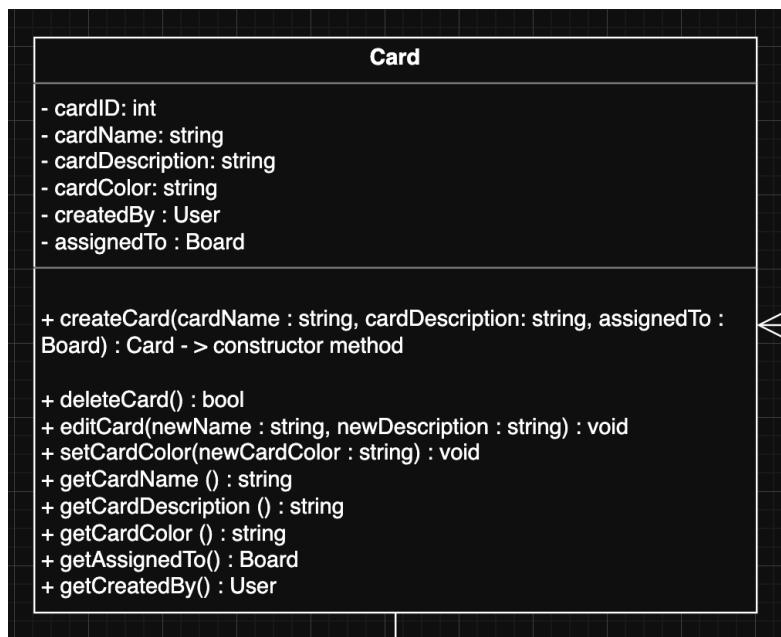 Card
- cardID: int
- cardName: string
- cardDescription: string
- cardColor: string
- createdBy : User
- assignedTo : Board
+ createCard(cardName : string, cardDescription: string, assignedTo :
Board) : Card - > constructor method
+ deleteCard() : bool
+ editCard(newName : string, newDescription : string) : void
+ setCardColor(newCardColor : string) : void
+ getCardName () : string
+ getCardDescription () : string
+ getCardColor () : string
+ getAssignedTo() : Board
+ getCreatedBy() : User